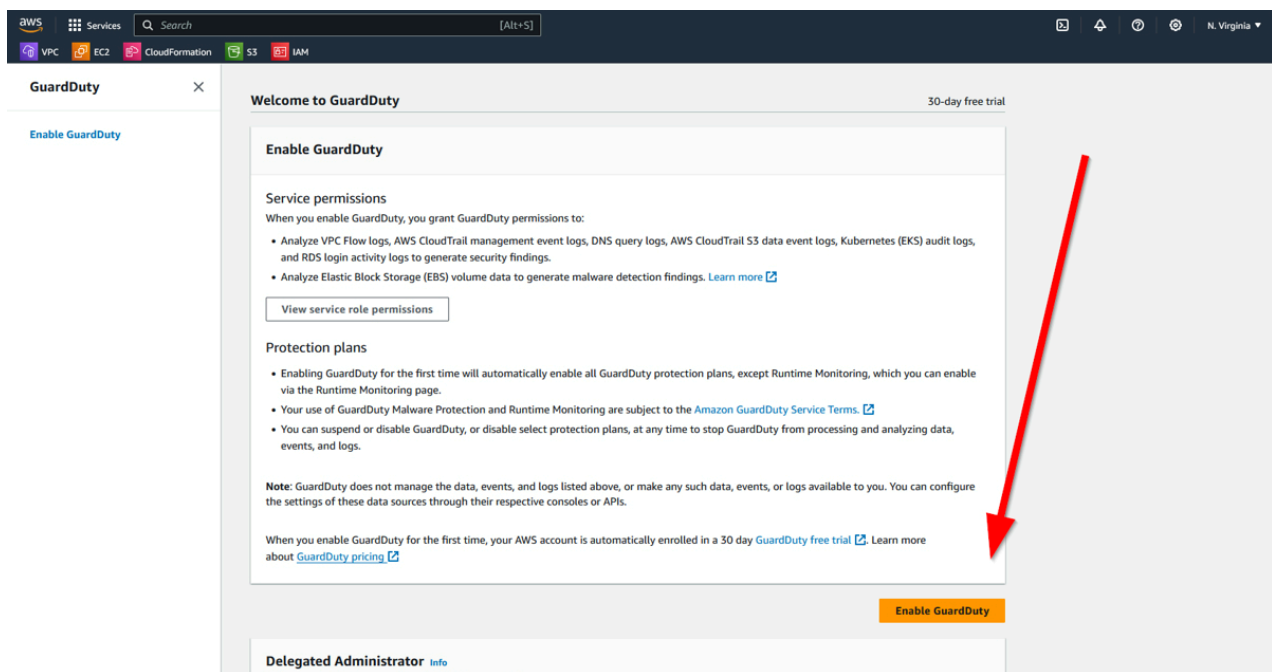 aws
Services
Search
[Alt+S]
N. Virginia
VPC
EC2
CloudFormation
S3
IAM
GuardDuty
Enable GuardDuty
Welcome to GuardDuty
30-day free trial
Enable GuardDuty
Service permissions
When you enable GuardDuty, you grant GuardDuty permissions to:
• Analyze VPC Flow logs, AWS CloudTrail management event logs, DNS query logs, AWS CloudTrail S3 data event logs, Kubernetes (EKS) audit logs,
and RDS login activity logs to generate security findings.
• Analyze Elastic Block Storage (EBS) volume data to generate malware detection findings. Learn more
View service role permissions
Protection plans
• Enabling GuardDuty for the first time will automatically enable all GuardDuty protection plans, except Runtime Monitoring, which you can enable
via the Runtime Monitoring page.
• Your use of GuardDuty Malware Protection and Runtime Monitoring are subject to the Amazon GuardDuty Service Terms.
• You can suspend or disable GuardDuty, or disable select protection plans, at any time to stop GuardDuty from processing and analyzing data,
events, and logs.
Note: GuardDuty does not manage the data, events, and logs listed above, or make any such data, events, or logs available to you. You can configure
the settings of these data sources through their respective consoles or APIs.
When you enable GuardDuty for the first time, your AWS account is automatically enrolled in a 30 day GuardDuty free trial. Learn more
about GuardDuty pricing
Enable GuardDuty
Delegated Administrator Info